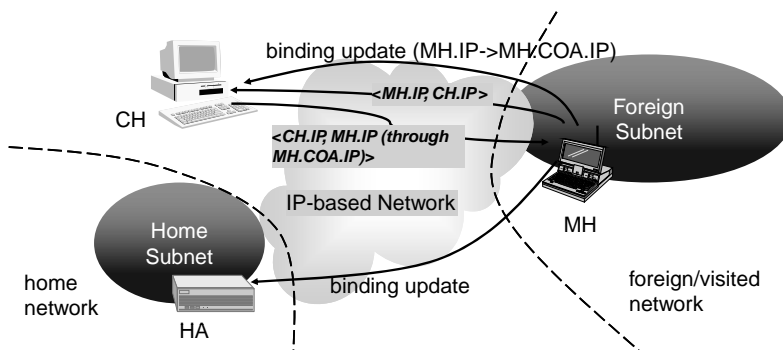 binding update (MH.IP->MH.COA.IP)
<MH.IP, CH.IP>
CH
Foreign
Subnet
<CH.IP, MH.IP (through
MH.COA.IP)>
IP-based Network
MH
Home
Subnet
home
network
binding update
foreign/visited
network
HA